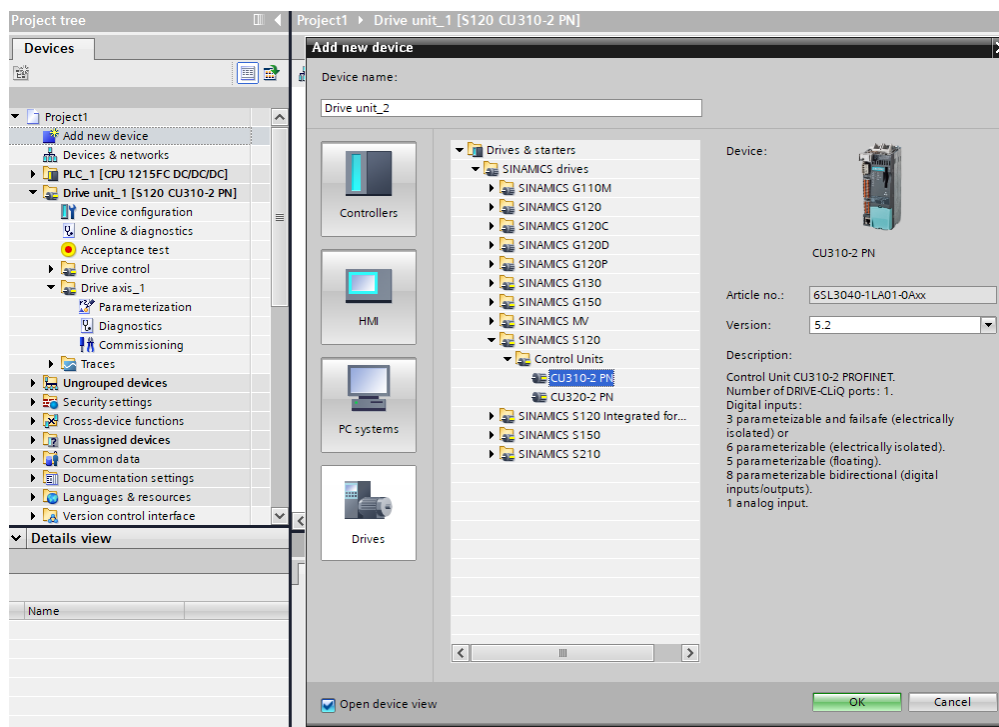 Project tree
Devices
Project1
Add new device
Devices & networks
PLC_1 [CPU 1215FC DC/DC/DC]
Drive unit_1 [S120 CU310-2 PN]
Device configuration
Online & diagnostics
Acceptance test
Drive control
Drive axis_1
Parameterization
Diagnostics
Commissioning
Traces
Ungrouped devices
Security settings
Cross-device functions
Unassigned devices
Common data
Documentation settings
Languages & resources
Version control interface
Details view
Name
Project1 ▸ Drive unit_1 [S120 CU310-2 PN]
Add new device
Device name:
Drive unit_2
Controllers
HMI
PC systems
Drives
Drives & starters
SINAMICS drives
SINAMICS G110M
SINAMICS G120
SINAMICS G120C
SINAMICS G120D
SINAMICS G120P
SINAMICS G130
SINAMICS G150
SINAMICS MV
SINAMICS S120
Control Units
CU310-2 PN
CU320-2 PN
SINAMICS S120 Integrated for...
SINAMICS S150
SINAMICS S210
Device:
CU310-2 PN
Article no.: 6SL3040-1LA01-0Axx
Version: 5.2
Description:
Control Unit CU310-2 PROFINET.
Number of DRIVE-CLiQ ports: 1.
Digital inputs:
3 parameteizable and failsafe (electrically
isolated) or
6 parameterizable (electrically isolated).
5 parameterizable (floating).
8 parameterizable bidirectional (digital
inputs/outputs).
1 analog input.
Open device view
OK
Cancel